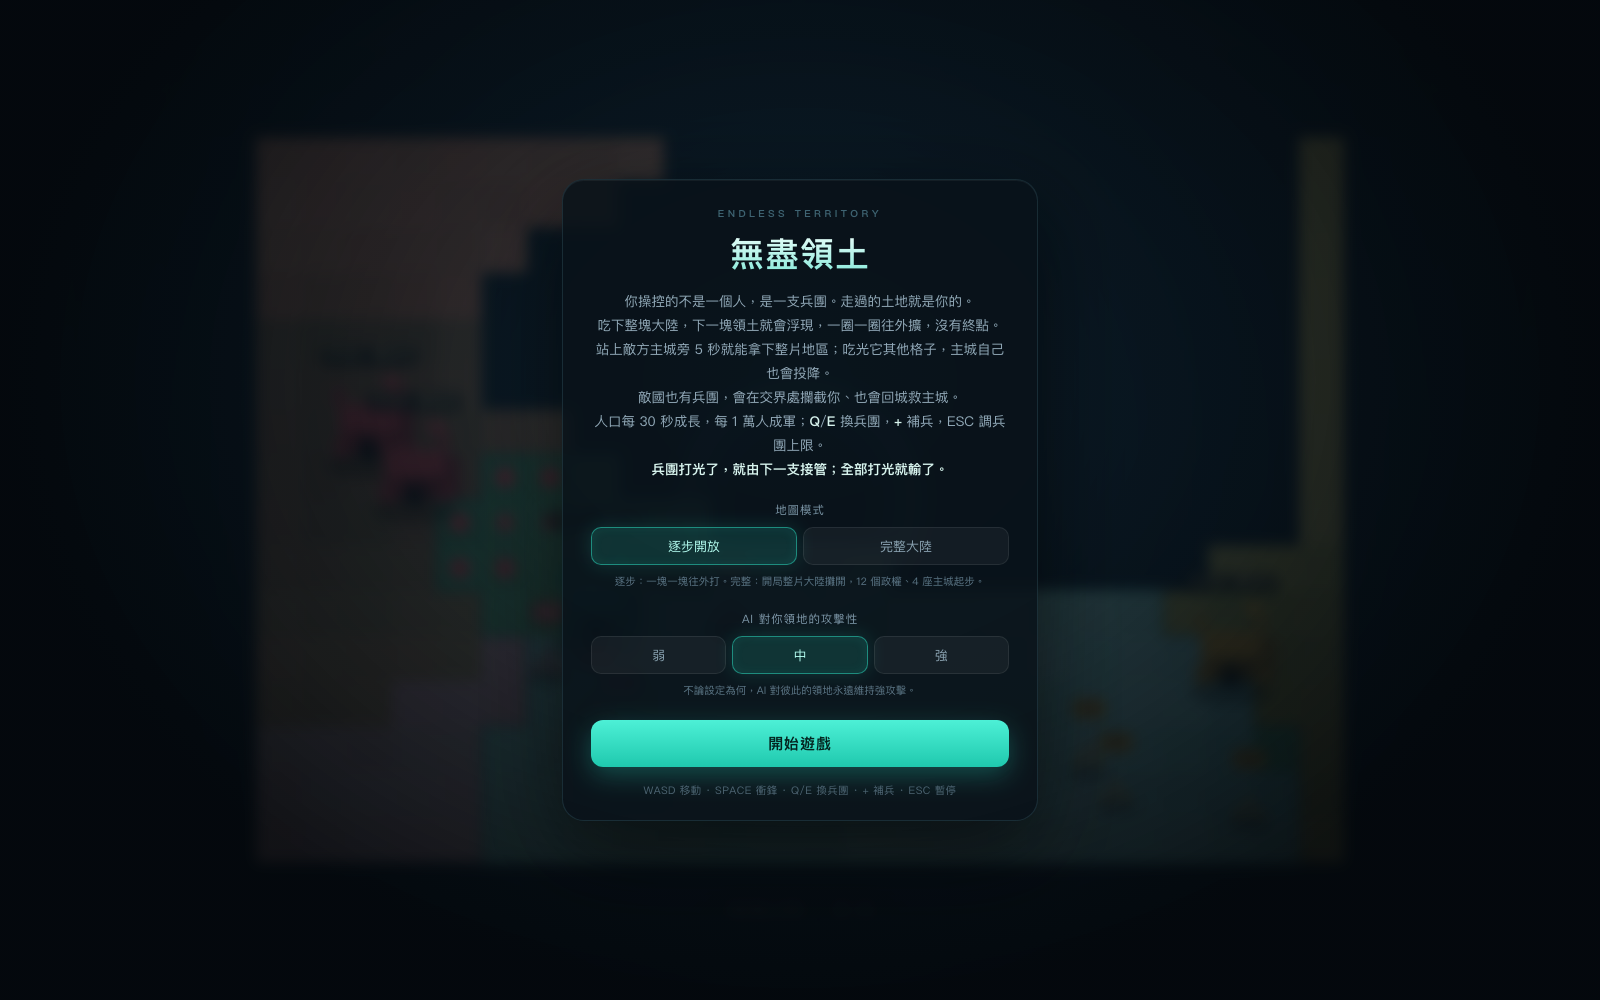 ENDLESS TERRITORY
無盡領土
你操控的不是一個人，是一支兵團。走過的土地就是你的。
吃下整塊大陸，下一塊領土就會浮現，一圈一圈往外擴，沒有終點。
站上敵方主城旁 5 秒就能拿下整片地區；吃光它其他格子，主城自己
也會投降。
敵國也有兵團，會在交界處攔截你、也會回城救主城。
人口每 30 秒成長，每 1 萬人成軍；Q/E 換兵團，+ 補兵，ESC 調兵
團上限。
兵團打光了，就由下一支接管；全部打光就輸了。
地圖模式
逐步開放
完整大陸
逐步：一塊一塊往外打。完整：開局整片大陸攤開，12 個政權、4 座主城起步。
AI 對你領地的攻擊性
弱
中
強
不論設定為何，AI 對彼此的領地永遠維持強攻擊。
開始遊戲
WASD 移動 · SPACE 衝鋒 · Q/E 換兵團 · + 補兵 · ESC 暫停